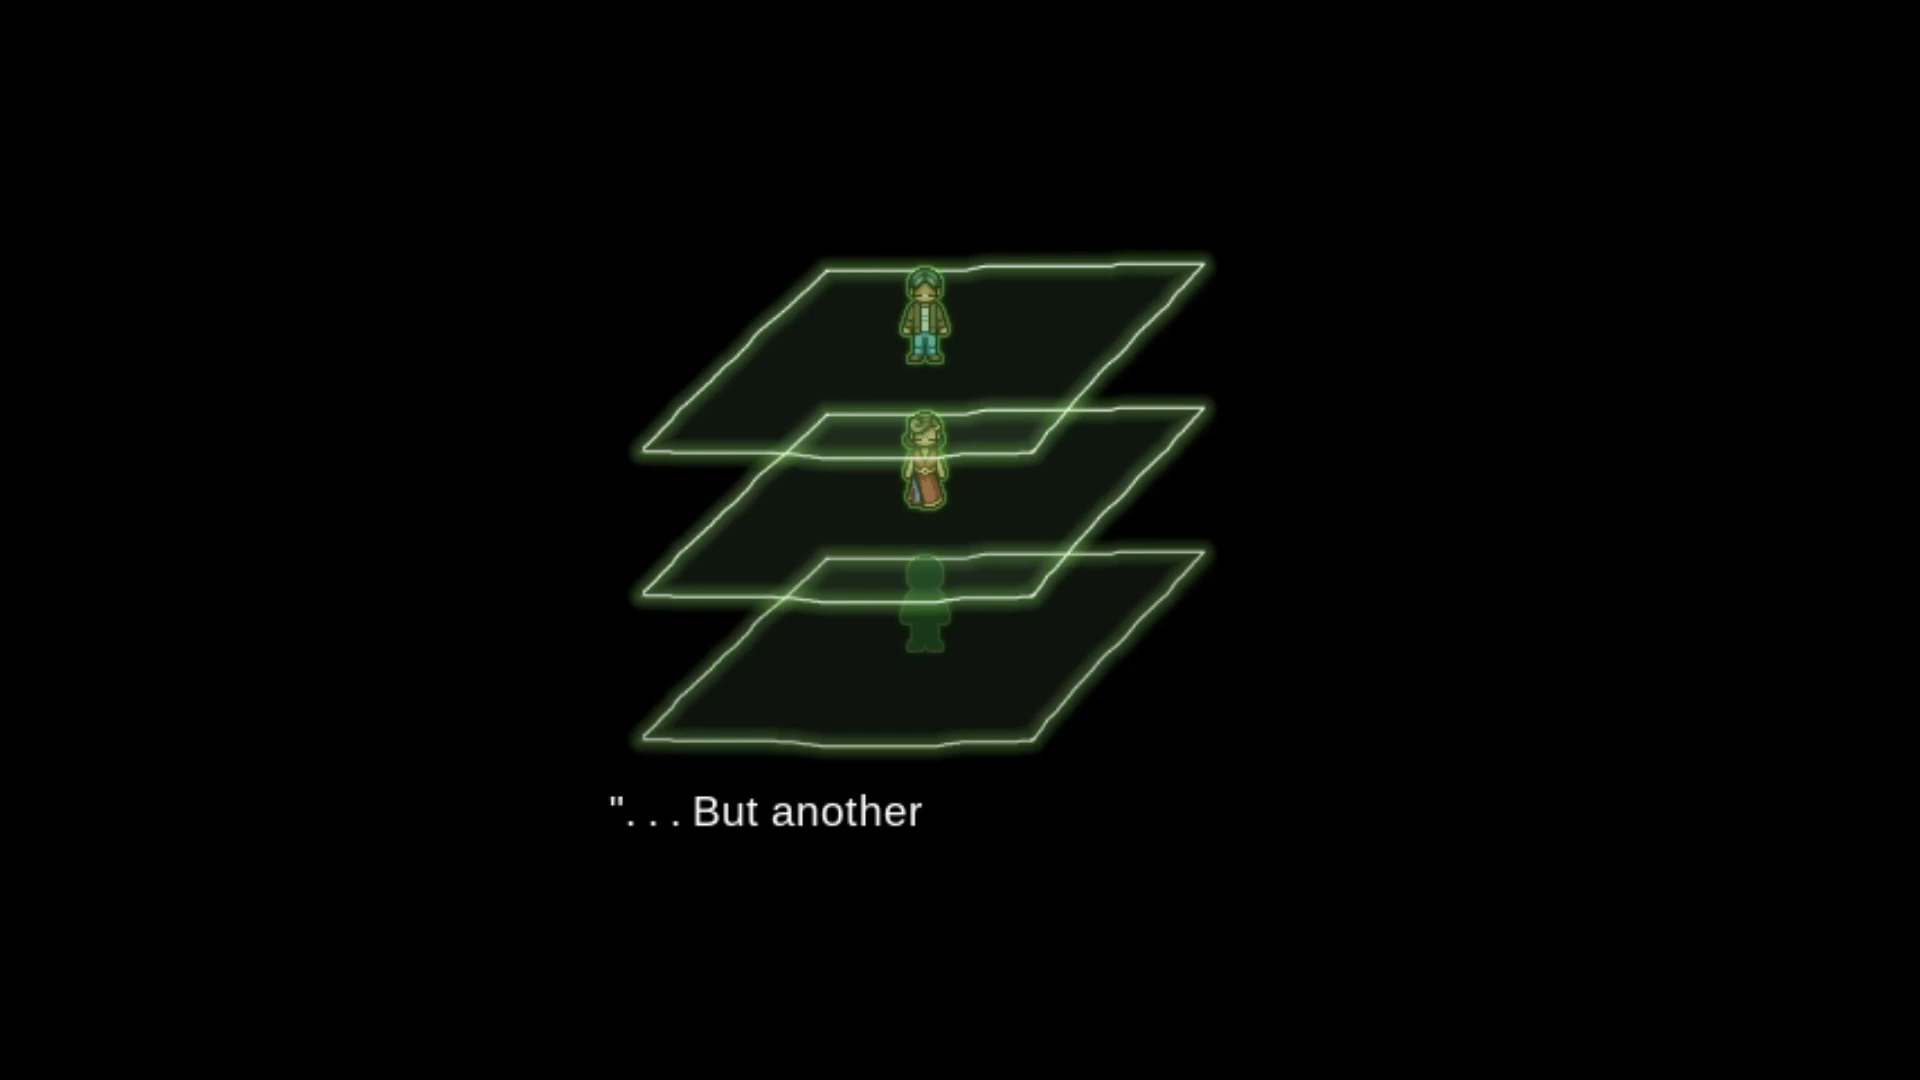 ". . . But another